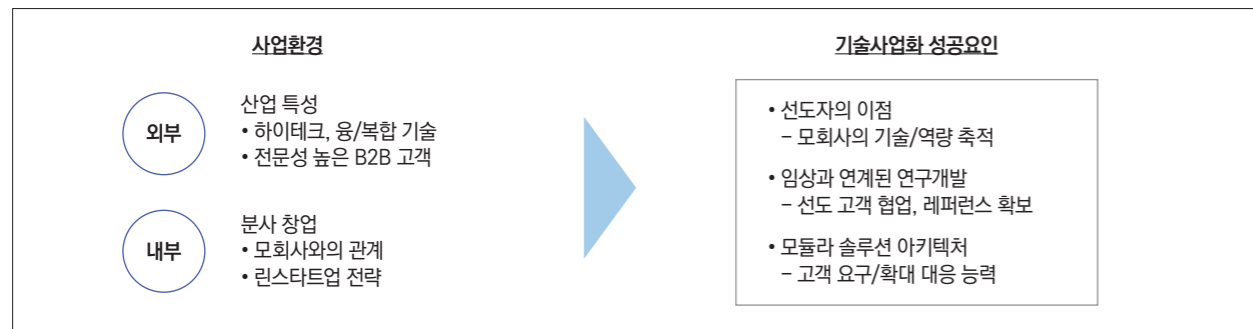 사업환경
외부
산업 특성
• 하이테크, 융/복합 기술
• 전문성 높은 B2B 고객
내부
분사 창업
• 모회사와의 관계
• 린스타트업 전략
기술사업화 성공요인
• 선도자의 이점
– 모회사의 기술/역량 축적
• 임상과 연계된 연구개발
– 선도 고객 협업, 레퍼런스 확보
• 모듈라 솔루션 아키텍처
– 고객 요구/확대 대응 능력